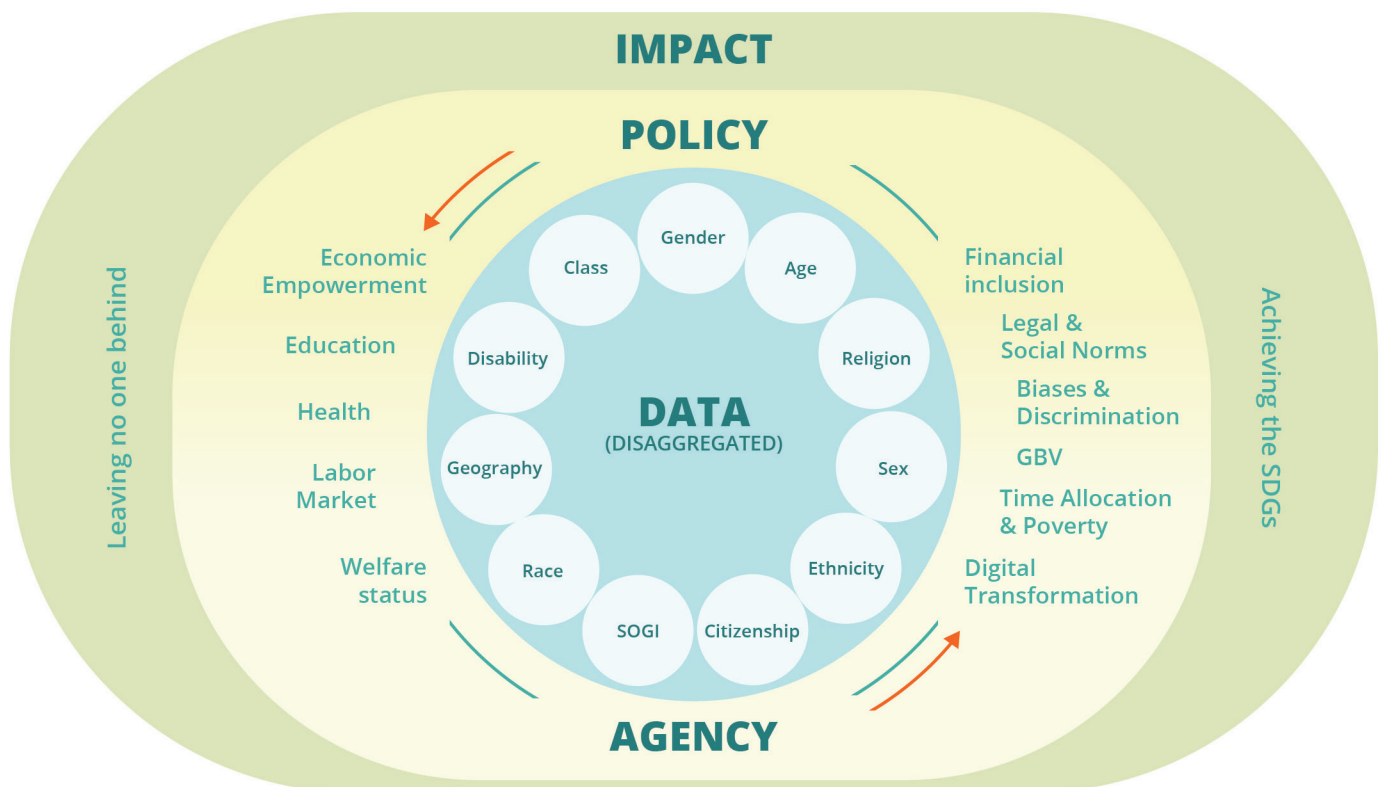 IMPACT
POLICY
Leaving no one behind
Economic
Empowerment
Education
Health
Labor
Market
Welfare
status
Gender
Age
Religion
Sex
Ethnicity
Citizenship
SOGI
Race
Geography
Disability
Class
DATA
(DISAGGREGATED)
Financial
inclusion
Legal &
Social Norms
Biases &
Discrimination
GBV
Time Allocation
& Poverty
Digital
Transformation
Achieving the SDGs
AGENCY